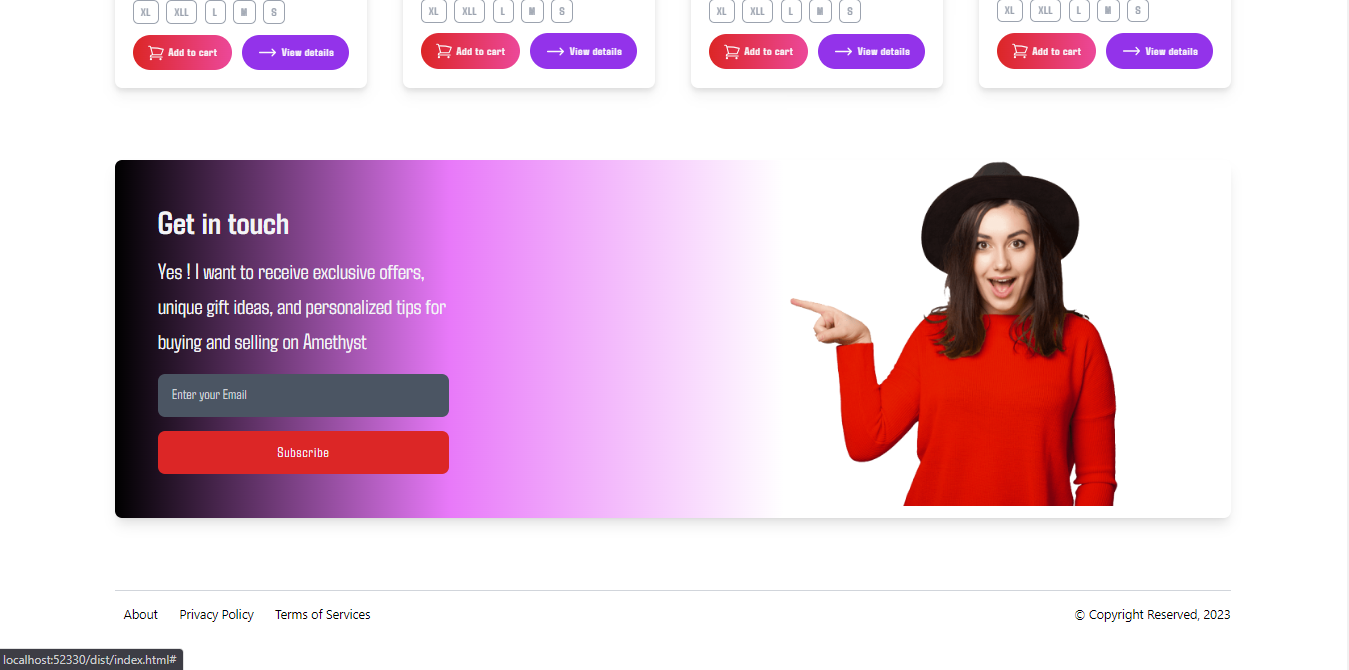 XL XLL L M S XL XLL L M S XL XLL L M S XL XLL L M S
Add to cart View details Add to cart View details Add to cart View details Add to cart View details
Get in touch
Yes ! I want to receive exclusive offers,
unique gift ideas, and personalized tips for
buying and selling on Amethyst
Enter your Email
Subscribe
About Privacy Policy Terms of Services © Copyright Reserved, 2023
localhost:52330/dist/index.html#